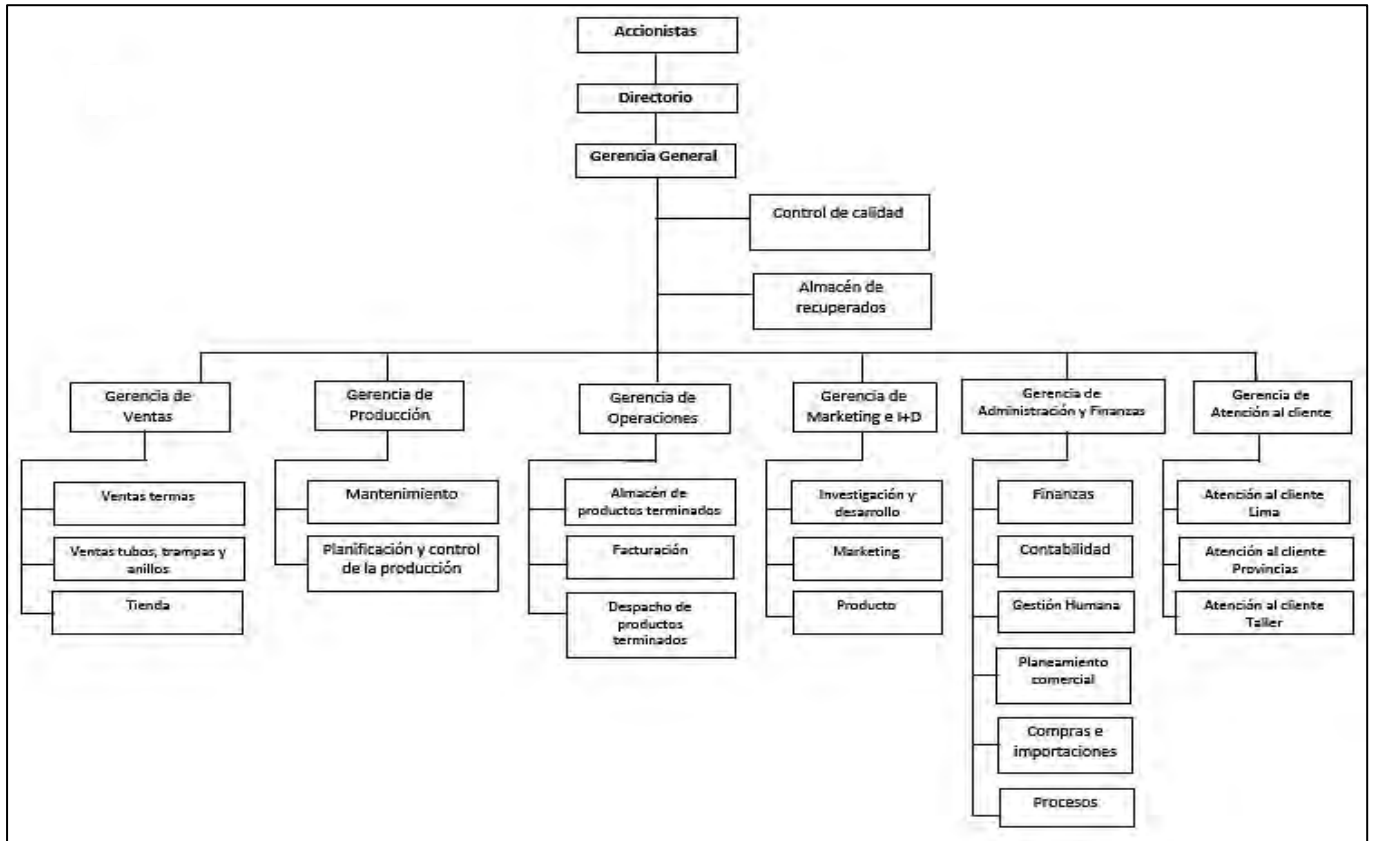 Accionistas
Directorio
Gerencia General
Control de calidad
Almacén de
recuperados
Gerencia de
Ventas
Ventas termas
Ventas tubos, trampas y
anillos
Tienda
Gerencia de
Producción
Mantenimiento
Planificación y control
de la producción
Gerencia de
Operaciones
Almacén de
productos terminados
Facturación
Despacho de
productos
terminados
Gerencia de
Marketing e I+D
Investigación y
desarrollo
Marketing
Producto
Gerencia de
Administración y Finanzas
Finanzas
Contabilidad
Gestión Humana
Planeamiento
comercial
Compras e
importaciones
Procesos
Gerencia de
Atención al cliente
Atención al cliente
Lima
Atención al cliente
Provincias
Atención al cliente
Taller